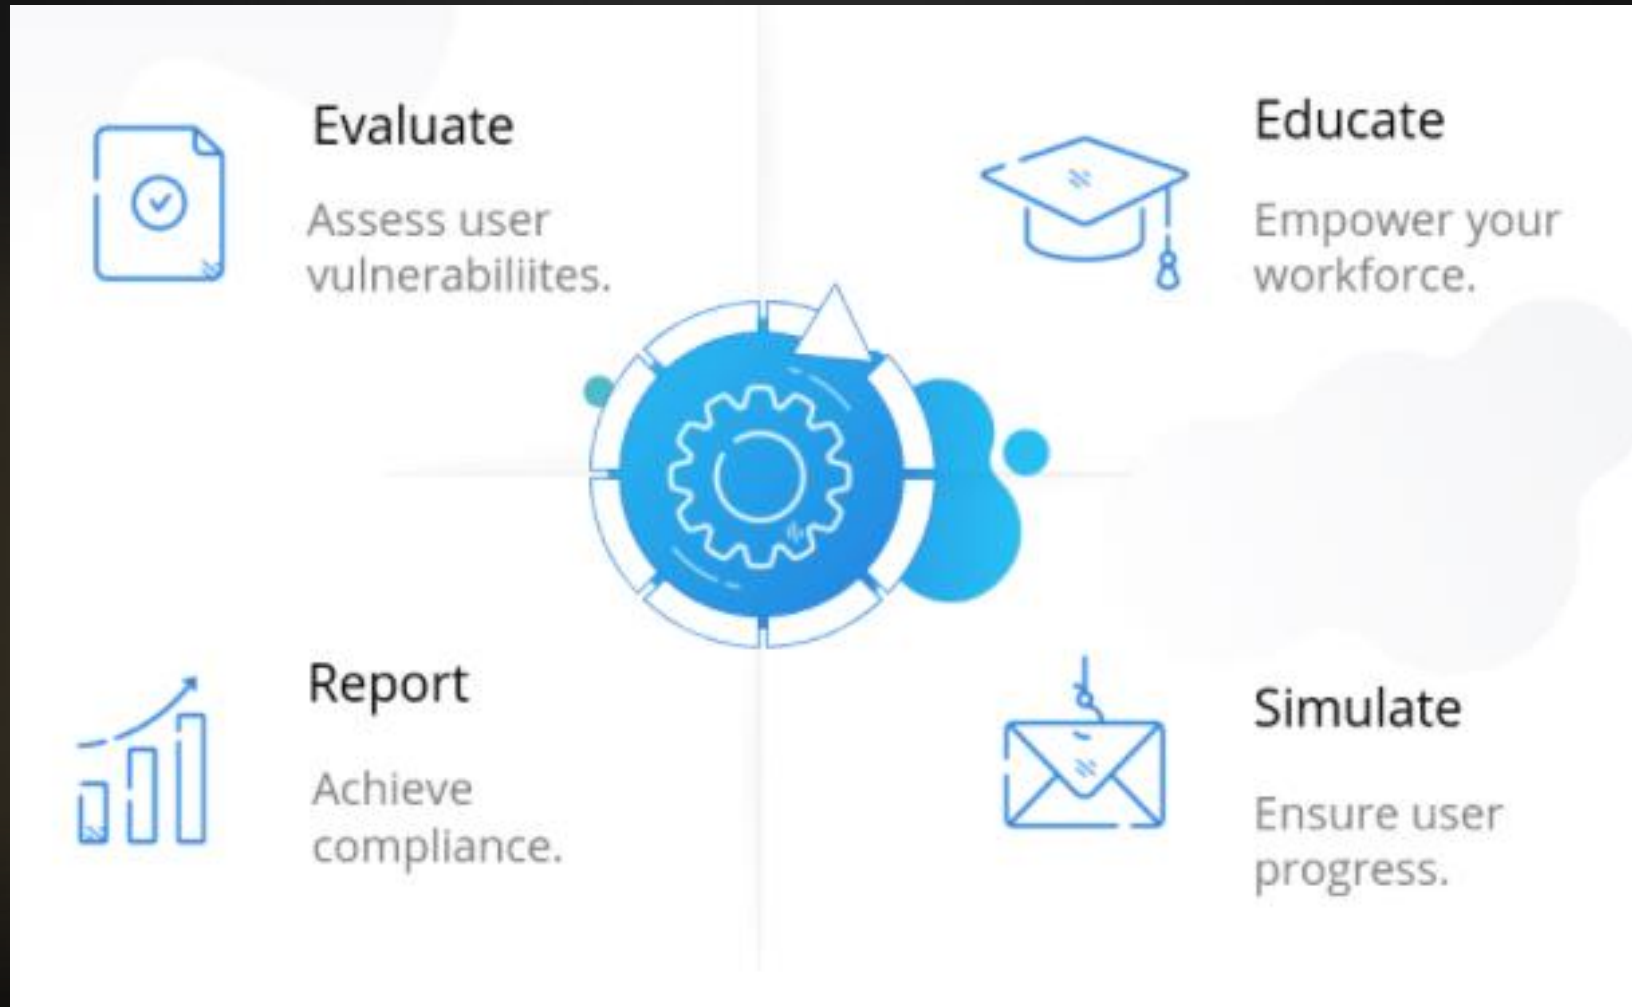 Evaluate
Assess user
vulnerabiliites.
Educate
Empower your
workforce.
Report
Achieve
compliance.
Simulate
Ensure user
progress.